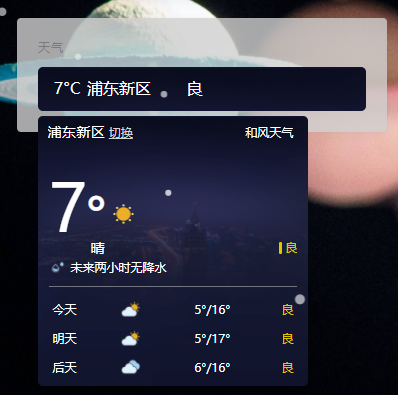 天气
7°C 浦东新区 良
浦东新区 切换 和风天气
7°
晴 良
未来两小时无降水
今天 5°/16° 良
明天 5°/17° 良
后天 6°/16° 良